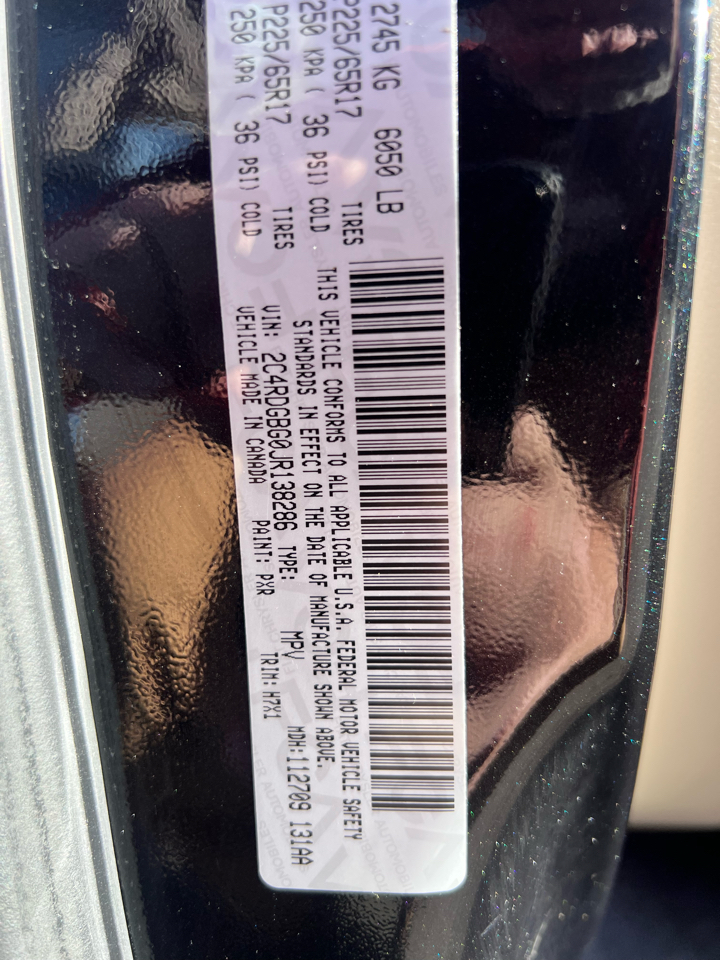 2745 KG 6050 LB
P225/65R17 TIRES
250 KPA ( 36 PSI) COLD
P225/65R17 TIRES
250 KPA ( 36 PSI) COLD
THIS VEHICLE CONFORMS TO ALL APPLICABLE U.S.A. FEDERAL MOTOR VEHICLE SAFETY
STANDARDS IN EFFECT ON THE DATE OF MANUFACTURE SHOWN ABOVE.
VIN: 2C4RDGBG0JR138286 TYPE: MPV MDH:112709 131AA
VEHICLE MADE IN CANADA PAINT: PXR TRIM: H7X1